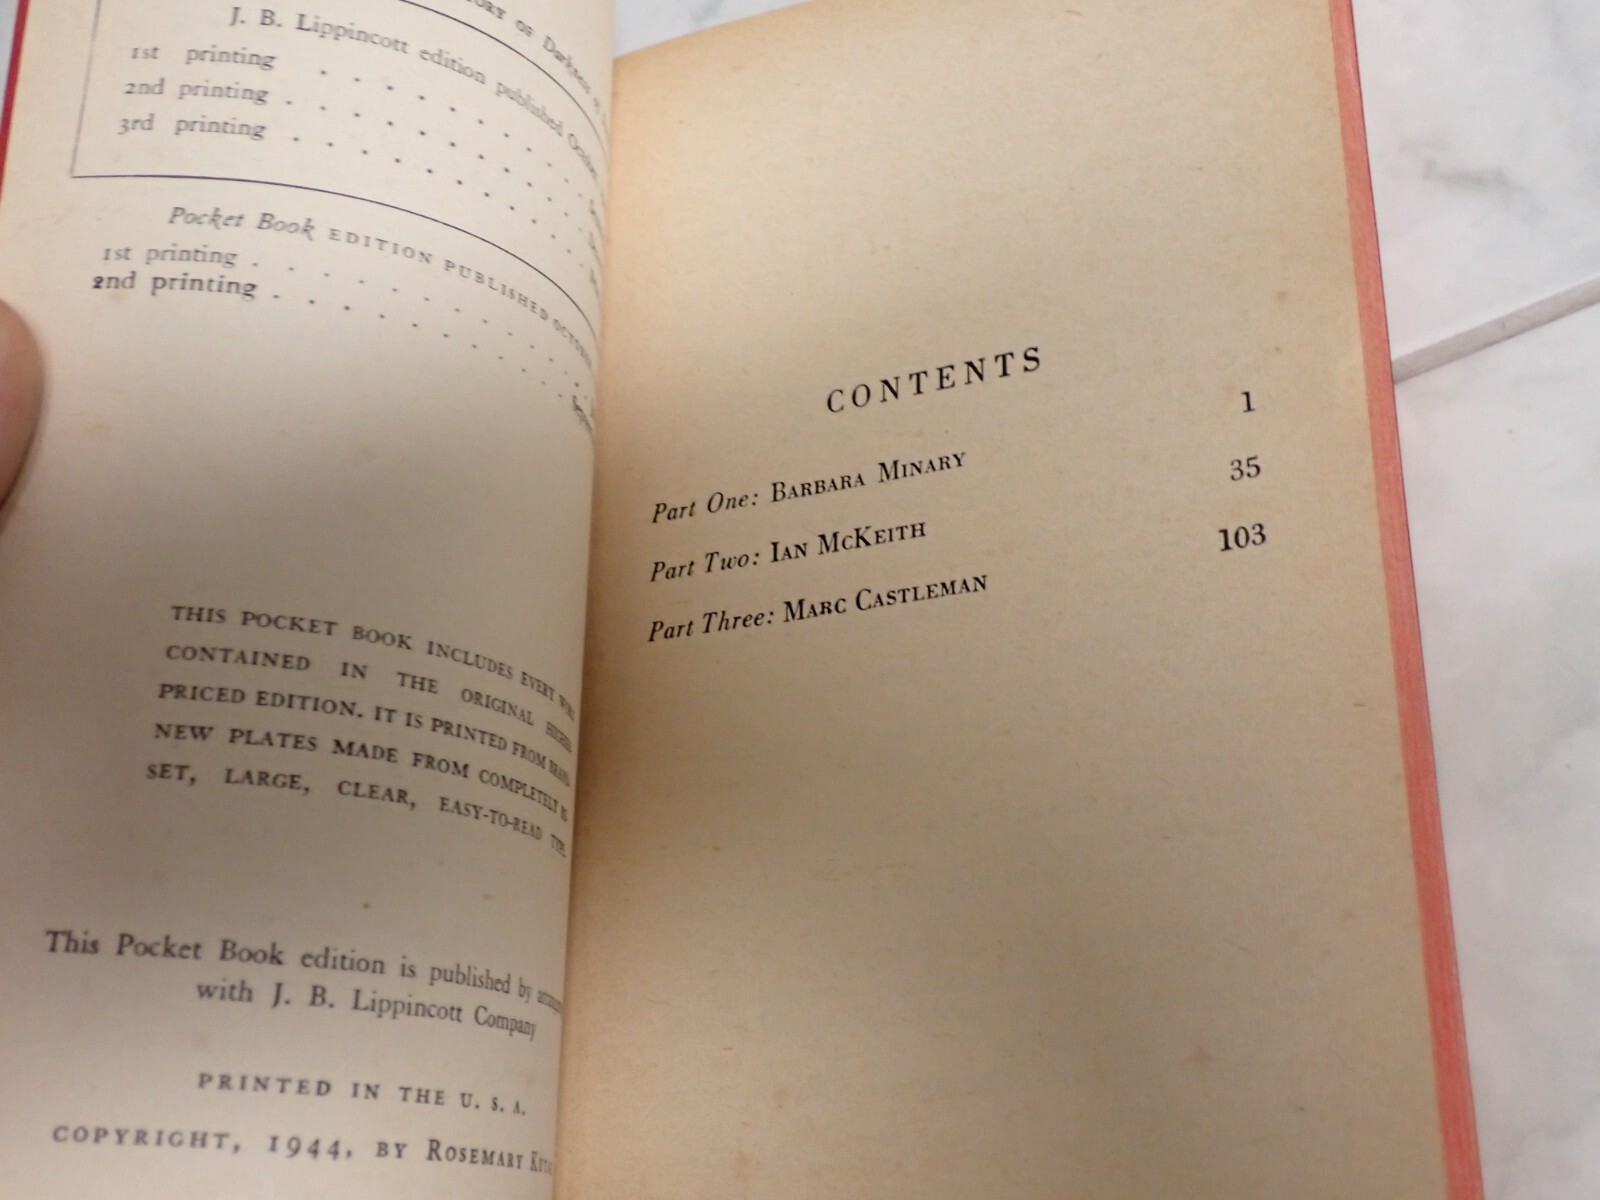 OF Darkness
J. B. Lippincott edition published
1st printing . . . . . . .
2nd printing . . . . . . .
3rd printing . . . . . . .
Pocket Book EDITION PUBLISHED
1st printing . . . . . . .
2nd printing . . . . . . .
THIS POCKET BOOK INCLUDES EVERY
CONTAINED IN THE ORIGINAL
PRICED EDITION. IT IS PRINTED FROM
NEW PLATES MADE FROM COMPLETELY
SET, LARGE, CLEAR, EASY-TO-READ
This Pocket Book edition is published by
with J. B. Lippincott Company
PRINTED IN THE U. S. A.
COPYRIGHT, 1944, BY ROSEMARY
CONTENTS
Part One: BARBARA MINARY 1
Part Two: IAN MCKEITH 35
Part Three: MARC CASTLEMAN 103